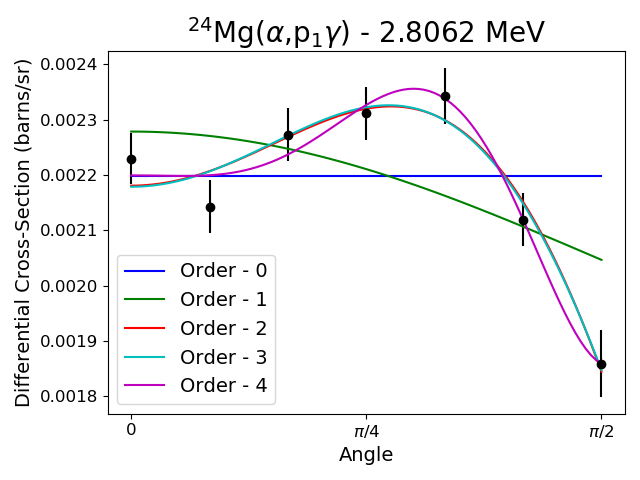 ²⁴Mg(α,p₁γ) - 2.8062 MeV
Differential Cross-Section (barns/sr)
0.0024
0.0023
0.0022
0.0021
0.0020
0.0019
0.0018
Order - 0
Order - 1
Order - 2
Order - 3
Order - 4
0
π/4
π/2
Angle